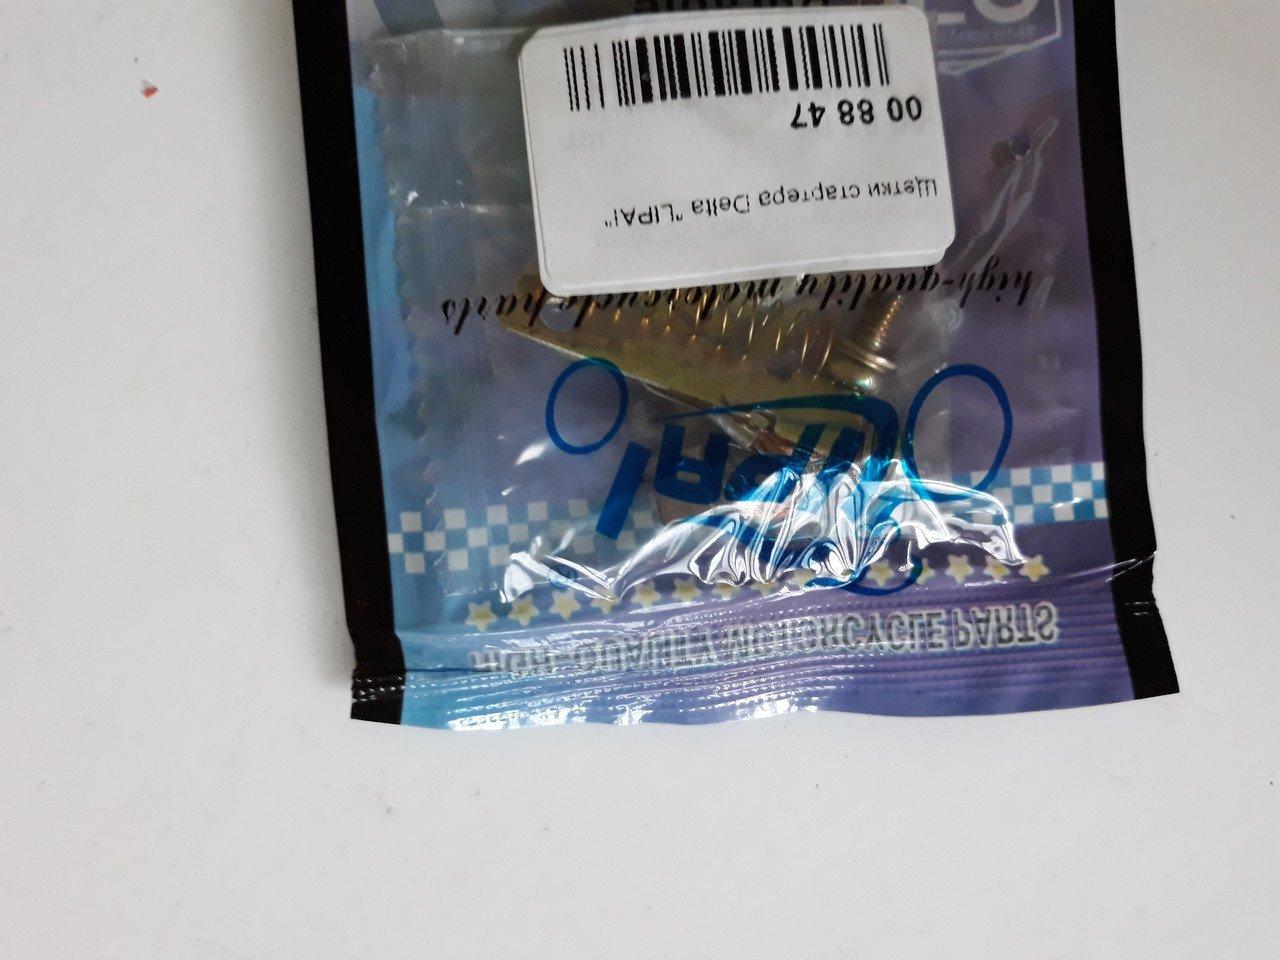 HIGH-QUALITY MOTORCYCLE PARTS
LIPAI
high-quality motorcycle parts
Щетки стартера Delta "LIPAI"
00 88 47